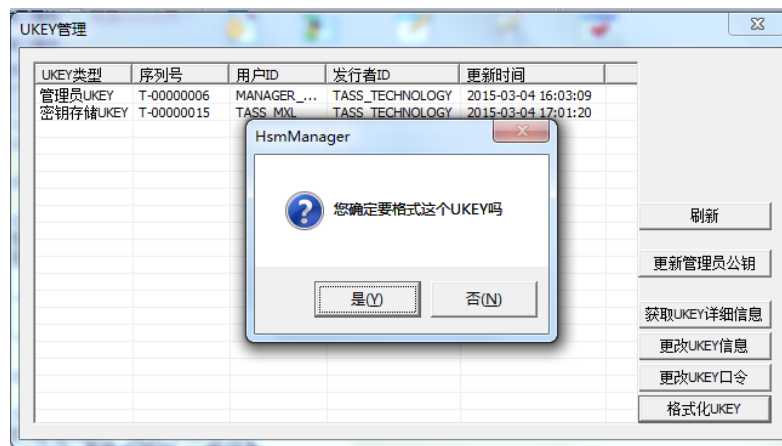 UKEY管理
UKEY类型 序列号 用户ID 发行者ID 更新时间
管理员UKEY T-00000006 MANAGER_... TASS_TECHNOLOGY 2015-03-04 16:03:09
密钥存储UKEY T-00000015 TASS_MXL TASS_TECHNOLOGY 2015-03-04 17:01:20
HsmManager
您确定要格式这个UKEY吗
是(Y) 否(N)
刷新
更新管理员公钥
获取UKEY详细信息
更改UKEY信息
更改UKEY口令
格式化UKEY